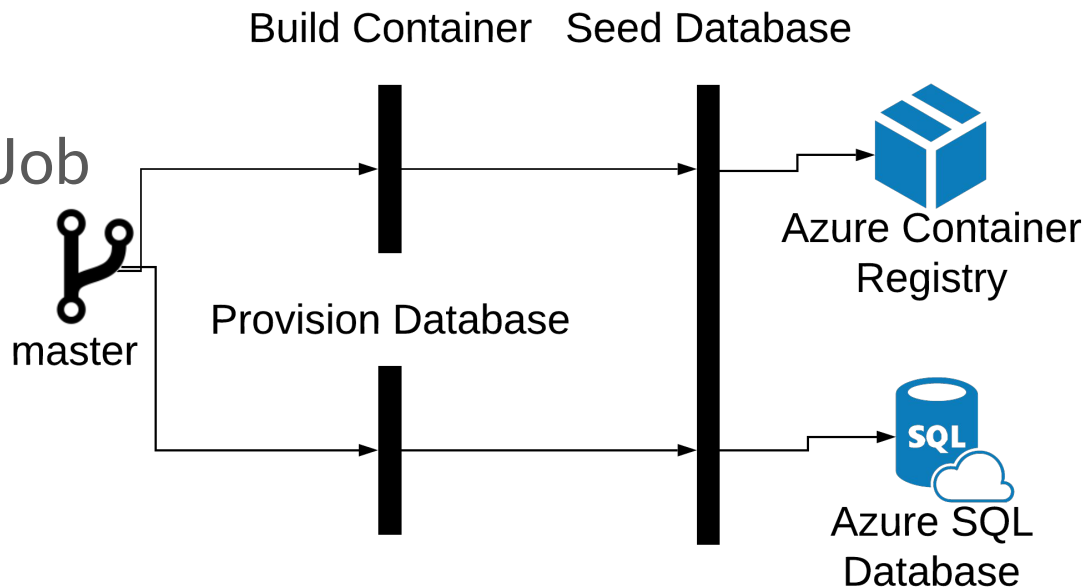 Build Container
Seed Database
Job
master
Provision Database
Azure Container
Registry
SQL
Azure SQL
Database